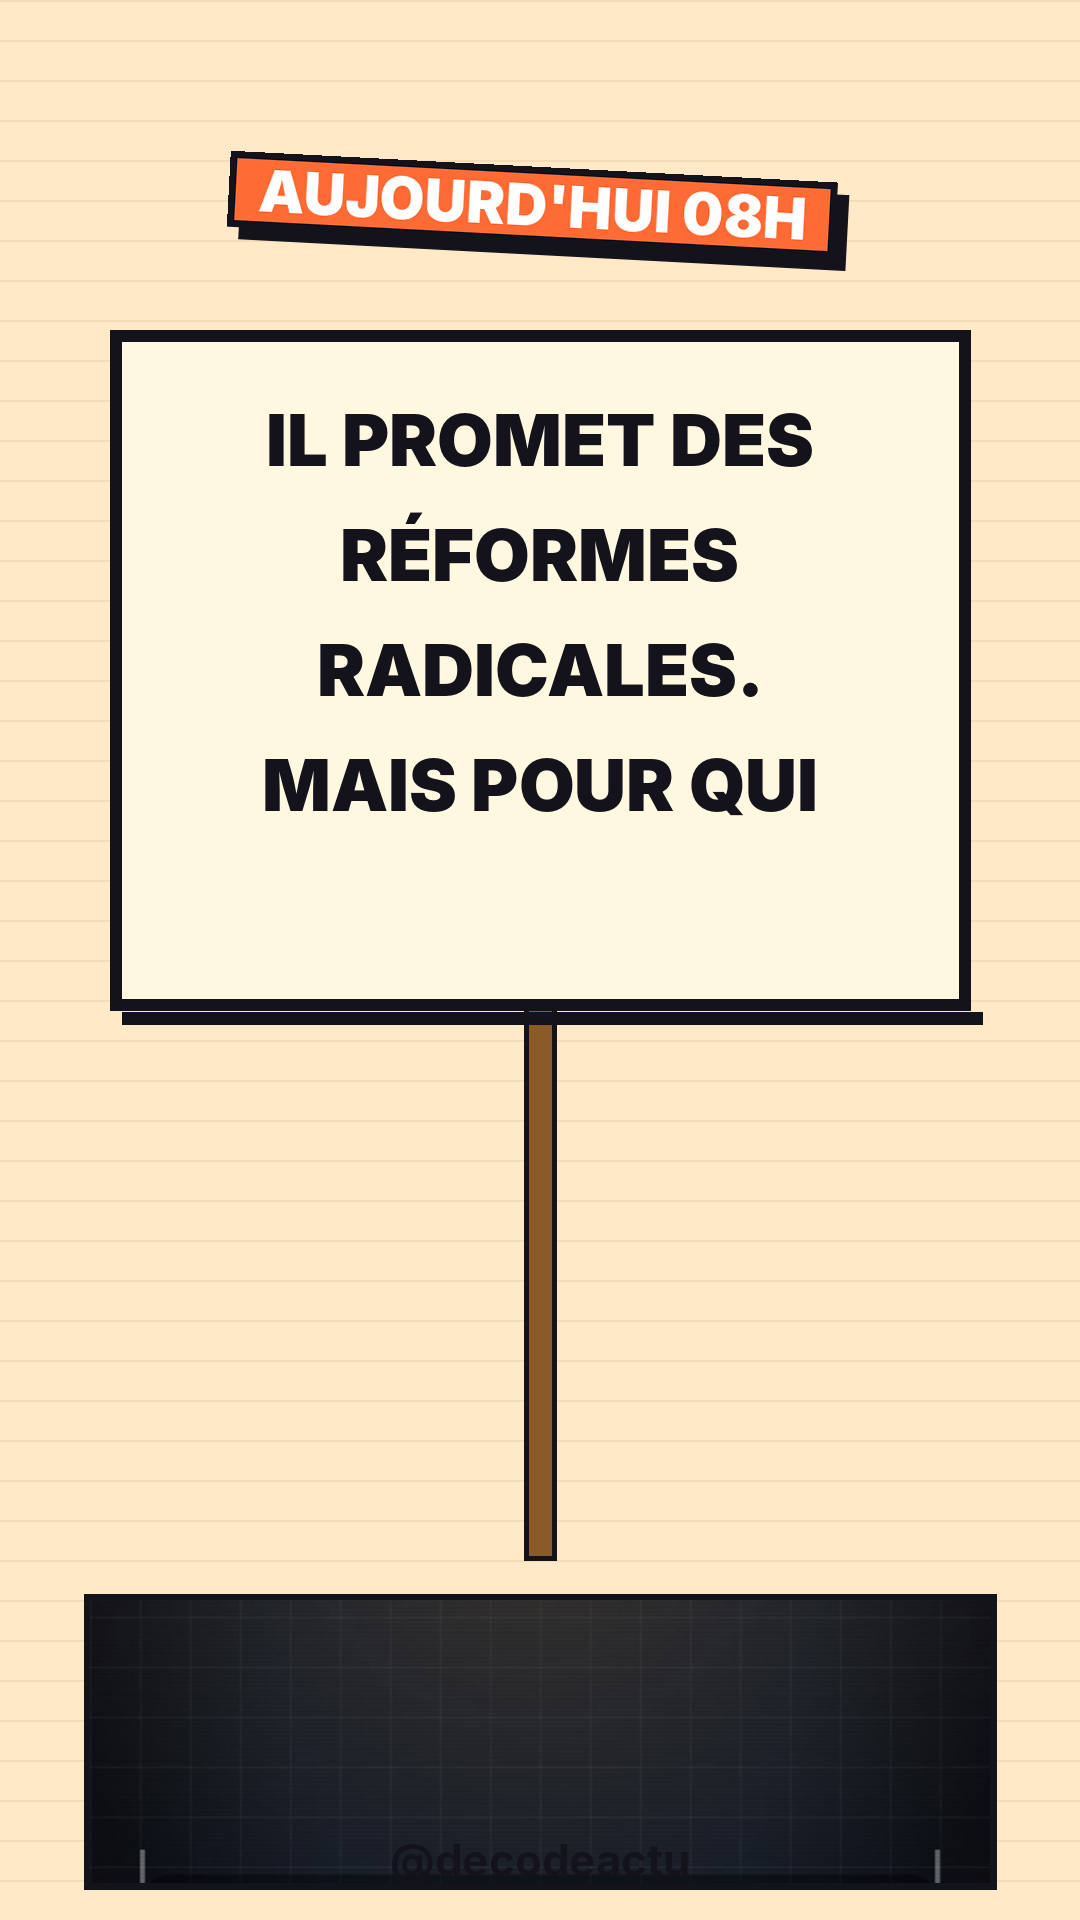 AUJOURD'HUI 08H
IL PROMET DES
RÉFORMES
RADICALES.
MAIS POUR QUI
@decodeactu